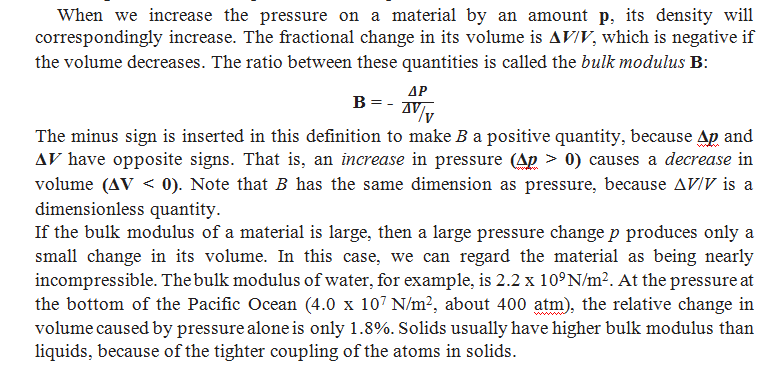 When we increase the pressure on a material by an amount p, its density will
correspondingly increase. The fractional change in its volume is ΔV/V, which is negative if
the volume decreases. The ratio between these quantities is called the bulk modulus B:
B = - ΔP / ΔV/V
The minus sign is inserted in this definition to make B a positive quantity, because Δp and
ΔV have opposite signs. That is, an increase in pressure (Δp > 0) causes a decrease in
volume (ΔV < 0). Note that B has the same dimension as pressure, because ΔV/V is a
dimensionless quantity.
If the bulk modulus of a material is large, then a large pressure change p produces only a
small change in its volume. In this case, we can regard the material as being nearly
incompressible. The bulk modulus of water, for example, is 2.2 x 10⁹ N/m². At the pressure at
the bottom of the Pacific Ocean (4.0 x 10⁷ N/m², about 400 atm), the relative change in
volume caused by pressure alone is only 1.8%. Solids usually have higher bulk modulus than
liquids, because of the tighter coupling of the atoms in solids.